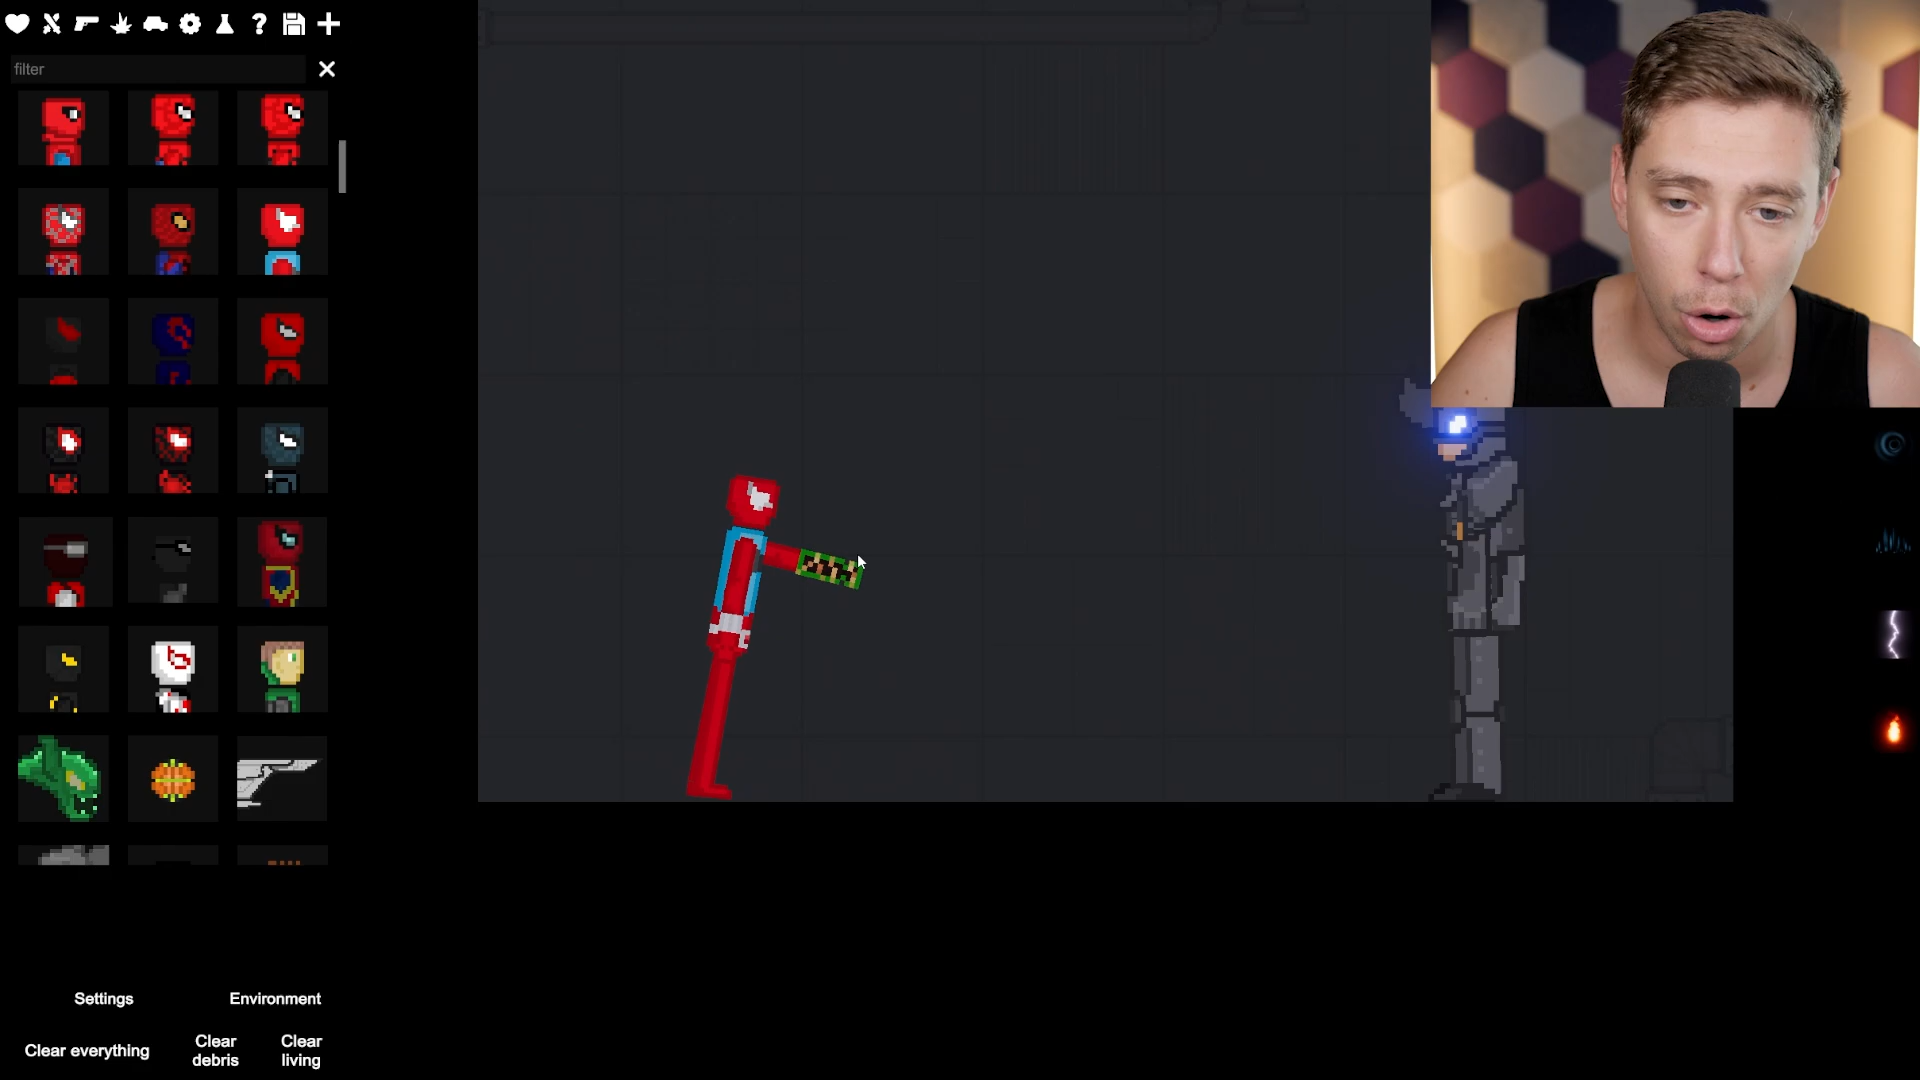 filter
Settings
Environment
Clear everything
Clear
debris
Clear
living